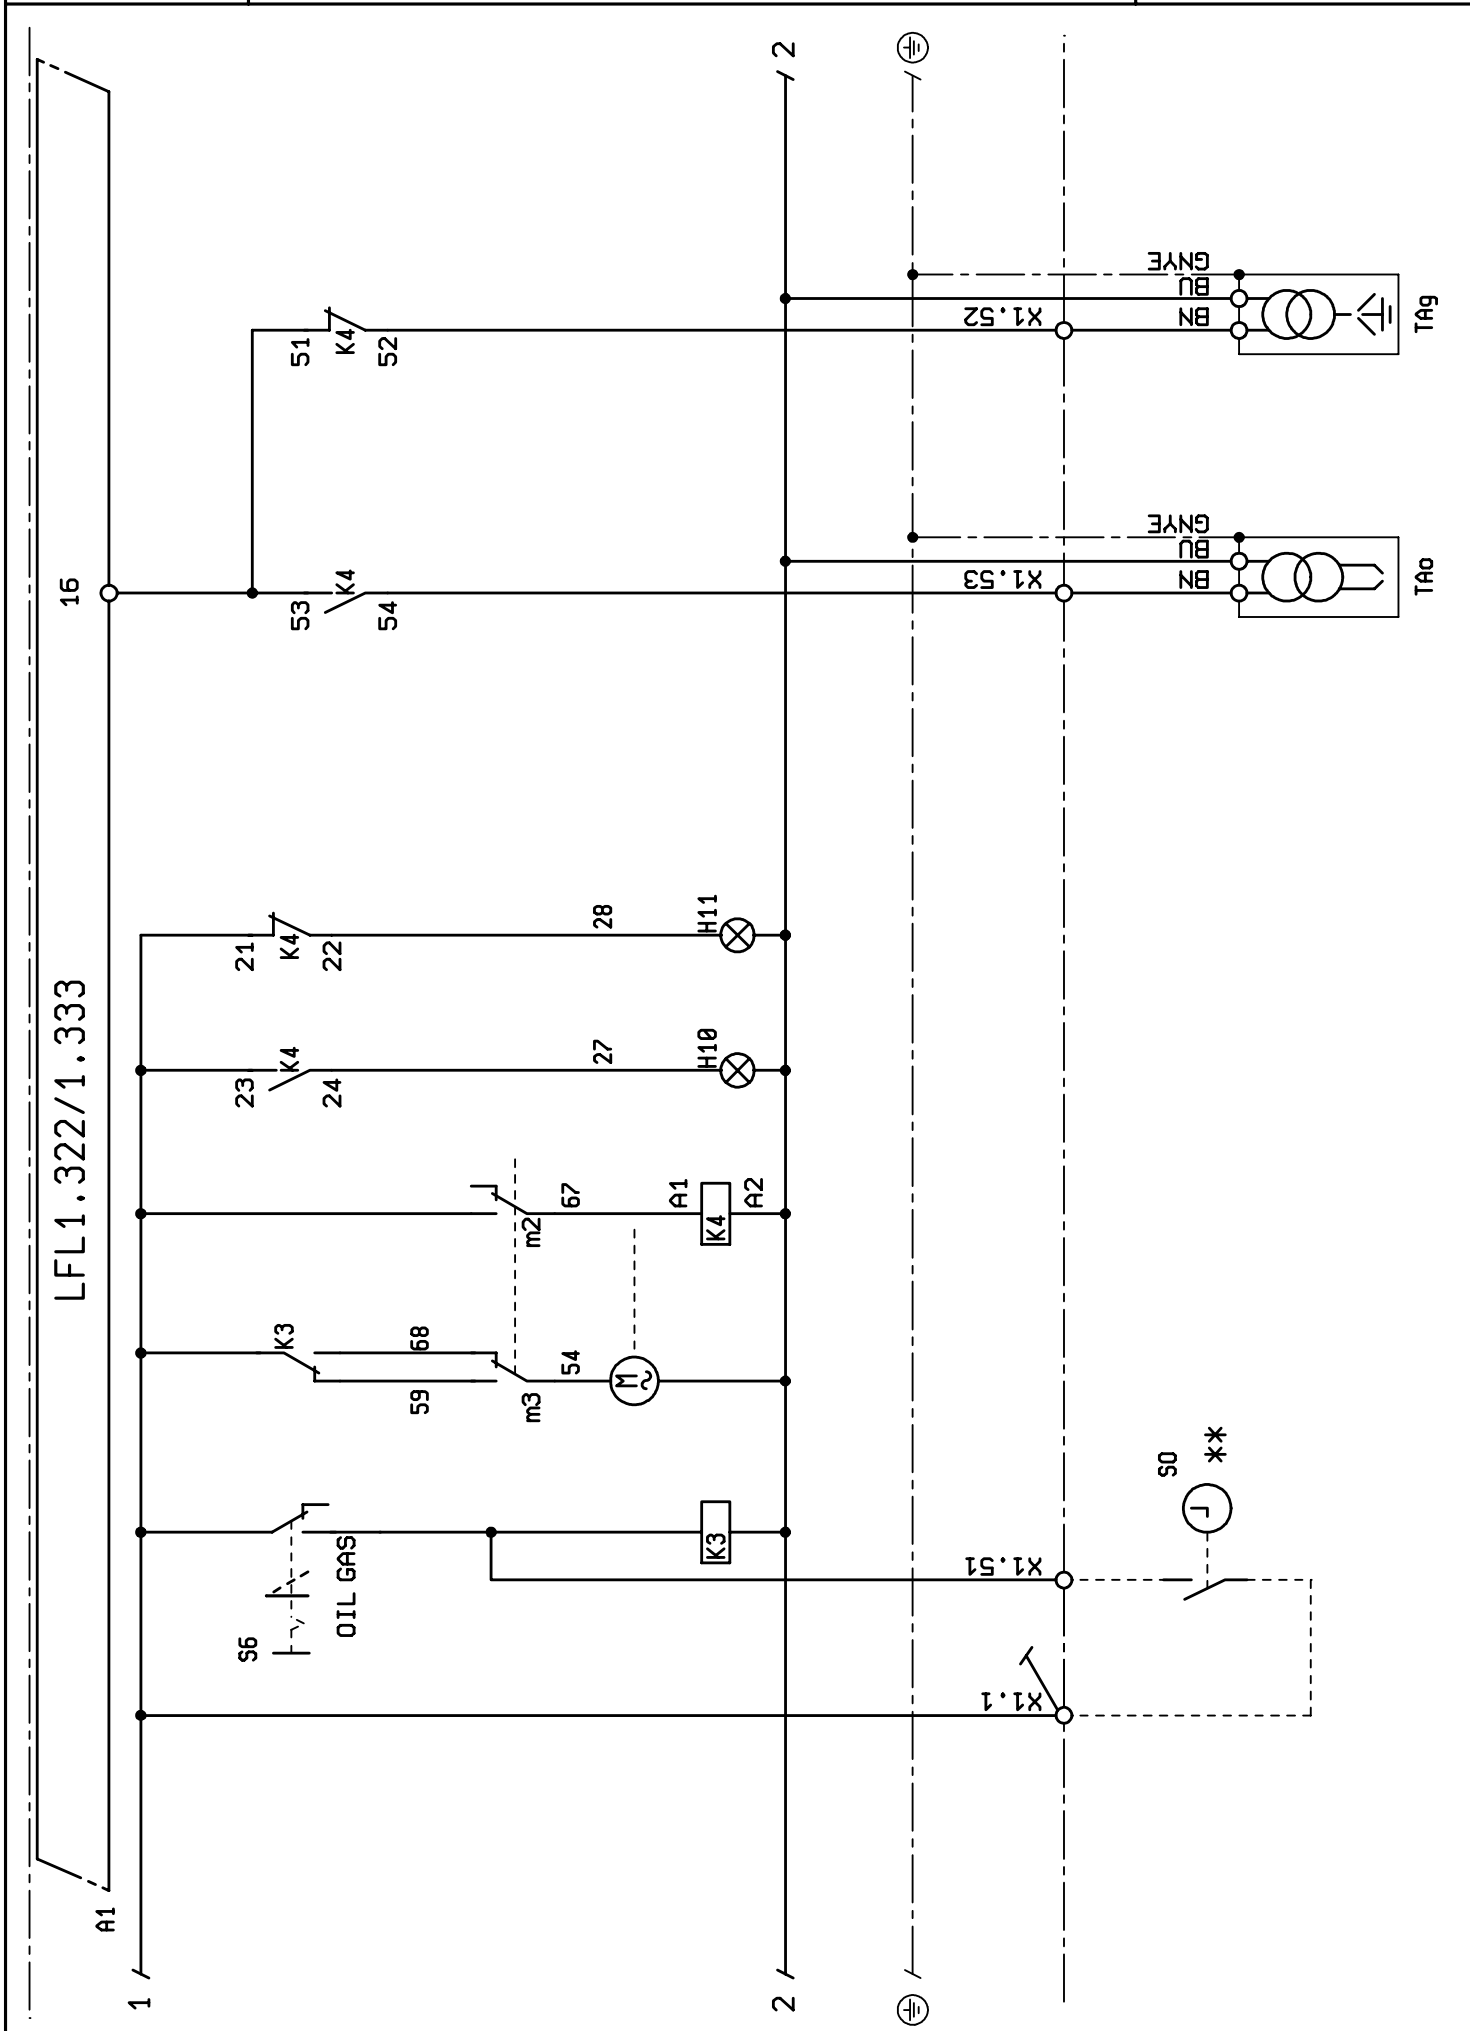 A1
LFL1.322/1.333
16
1
S6
OIL GAS
K3
K3
59
68
m3
54
M
m2
67
A1
K4
A2
23
K4
24
27
H10
21
K4
22
28
H11
53
K4
54
51
K4
52
2
2
X1.1
X1.51
X1.53
X1.52
S0
**
BN
BU
GNYE
TAo
BN
BU
GNYE
TAg